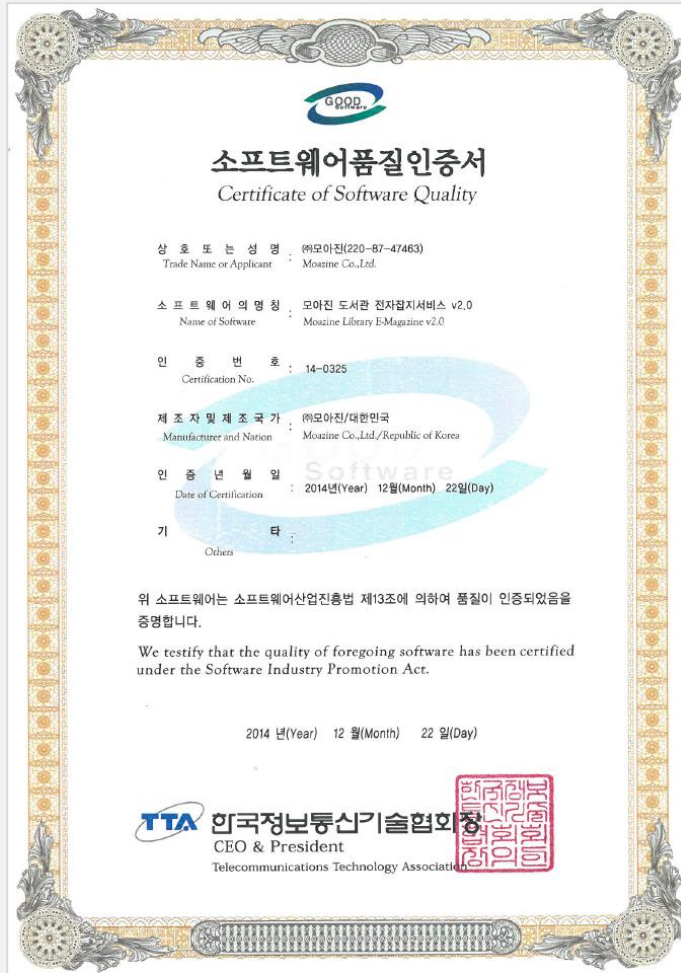 GOOD
Software
소프트웨어품질인증서
Certificate of Software Quality
상 호 또 는 성 명 : ㈜모아진(220-87-47463)
Trade Name or Applicant Moazine Co.,Ltd.
소 프 트 웨 어 의 명 칭 : 모아진 도서관 전자잡지서비스 v2.0
Name of Software Moazine Library E-Magazine v2.0
인 증 번 호 : 14-0325
Certification No.
제 조 자 및 제 조 국 가 : ㈜모아진/대한민국
Manufacturer and Nation Moazine Co.,Ltd./Republic of Korea
GOOD
Software
인 증 년 월 일 : 2014년(Year) 12월(Month) 22일(Day)
Date of Certification
기 타 :
Others
위 소프트웨어는 소프트웨어산업진흥법 제13조에 의하여 품질이 인증되었음을
증명합니다.
We testify that the quality of foregoing software has been certified
under the Software Industry Promotion Act.
2014 년(Year) 12 월(Month) 22 일(Day)
TTA 한국정보통신기술협회장
CEO & President
Telecommunications Technology Association